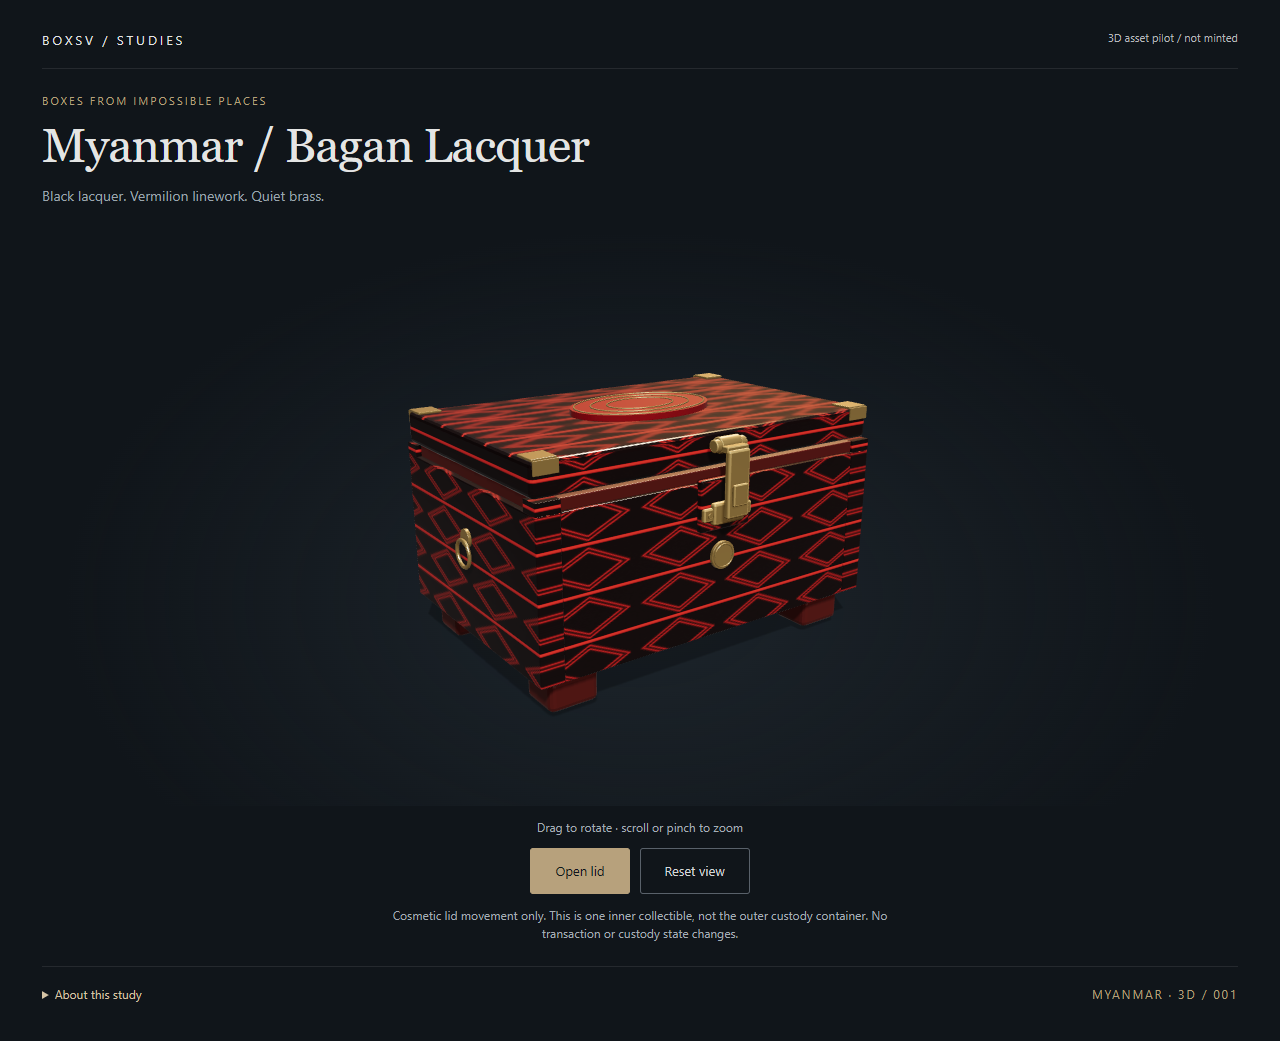 BOXSV / STUDIES
3D asset pilot / not minted
BOXES FROM IMPOSSIBLE PLACES
Myanmar / Bagan Lacquer
Black lacquer. Vermilion linework. Quiet brass.
Drag to rotate · scroll or pinch to zoom
Open lid
Reset view
Cosmetic lid movement only. This is one inner collectible, not the outer custody container. No
transaction or custody state changes.
About this study
MYANMAR · 3D / 001